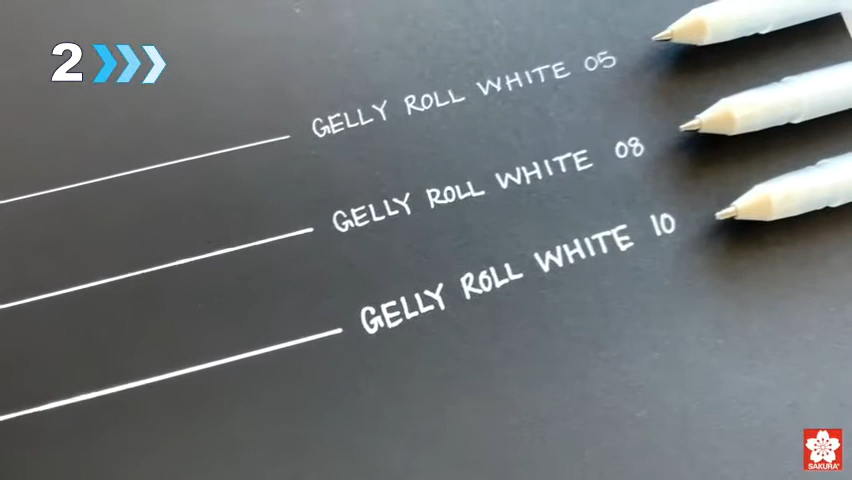 2
GELLY ROLL WHITE 05
GELLY ROLL WHITE 08
GELLY ROLL WHITE 10
SAKURA